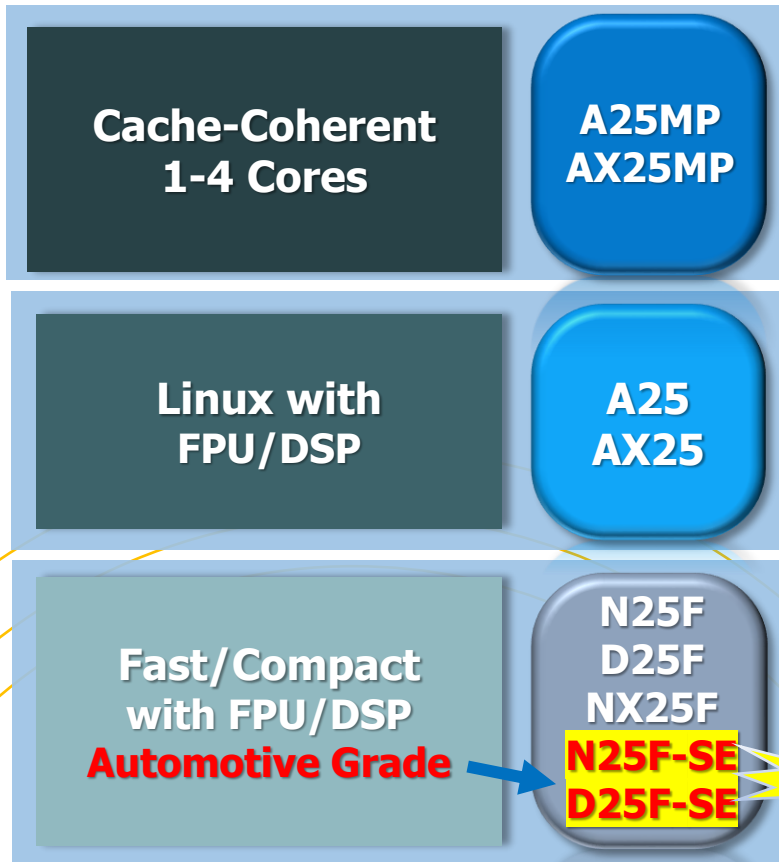 Cache-Coherent
1-4 Cores
A25MP
AX25MP
Linux with
FPU/DSP
A25
AX25
Fast/Compact
with FPU/DSP
Automotive Grade
N25F
D25F
NX25F
N25F-SE
D25F-SE